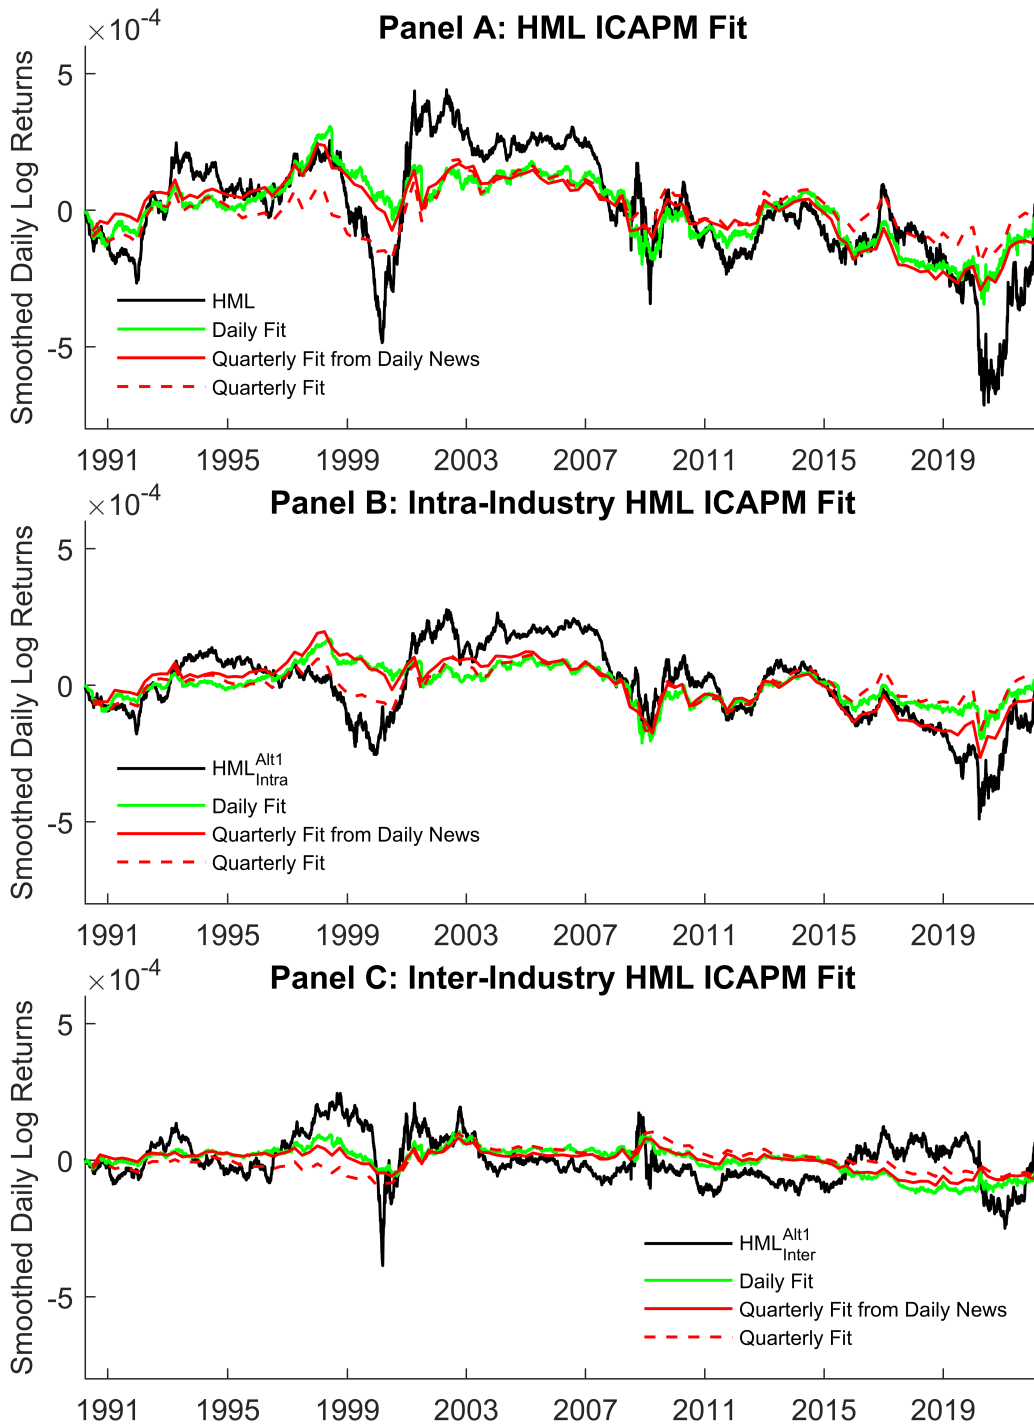 Panel A: HML ICAPM Fit
×10-4
Smoothed Daily Log Returns
5
0
-5
HML
Daily Fit
Quarterly Fit from Daily News
Quarterly Fit
1991 1995 1999 2003 2007 2011 2015 2019
Panel B: Intra-Industry HML ICAPM Fit
×10-4
Smoothed Daily Log Returns
5
0
-5
HML Alt1 Intra
Daily Fit
Quarterly Fit from Daily News
Quarterly Fit
1991 1995 1999 2003 2007 2011 2015 2019
Panel C: Inter-Industry HML ICAPM Fit
×10-4
Smoothed Daily Log Returns
5
0
-5
HML Alt1 Inter
Daily Fit
Quarterly Fit from Daily News
Quarterly Fit
1991 1995 1999 2003 2007 2011 2015 2019